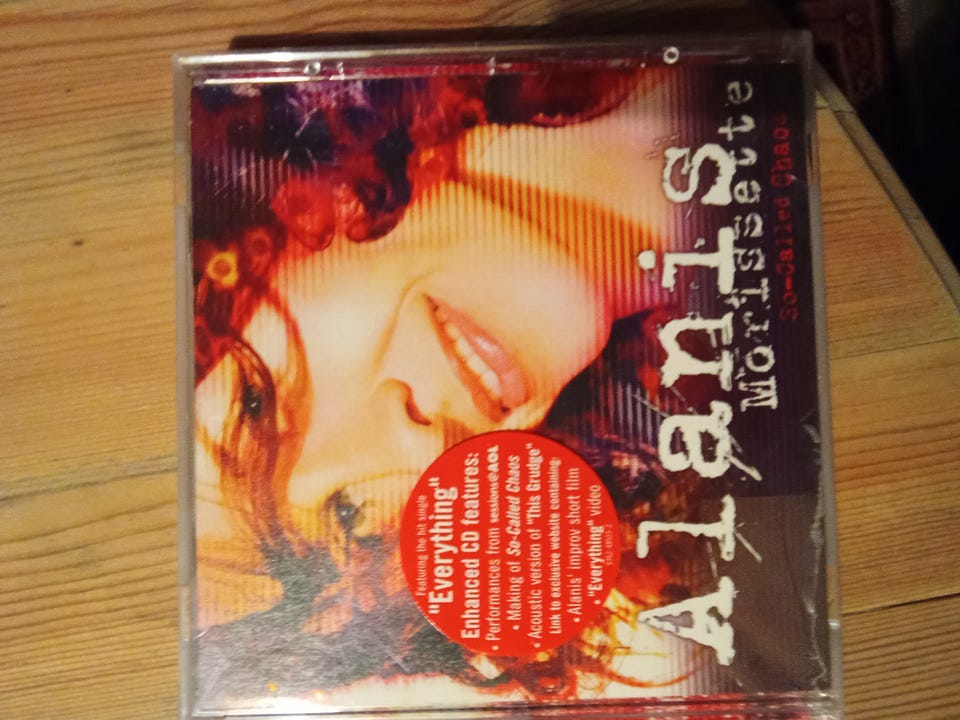 Alanis
Morissette
So-Called Chaos
Featuring the hit single
"Everything"
Enhanced CD features:
• Performances from sessions@AOL
• Making of So-Called Chaos
• Acoustic version of "This Grudge"
Link to exclusive website containing:
• Alanis' improv short film
• "Everything" video